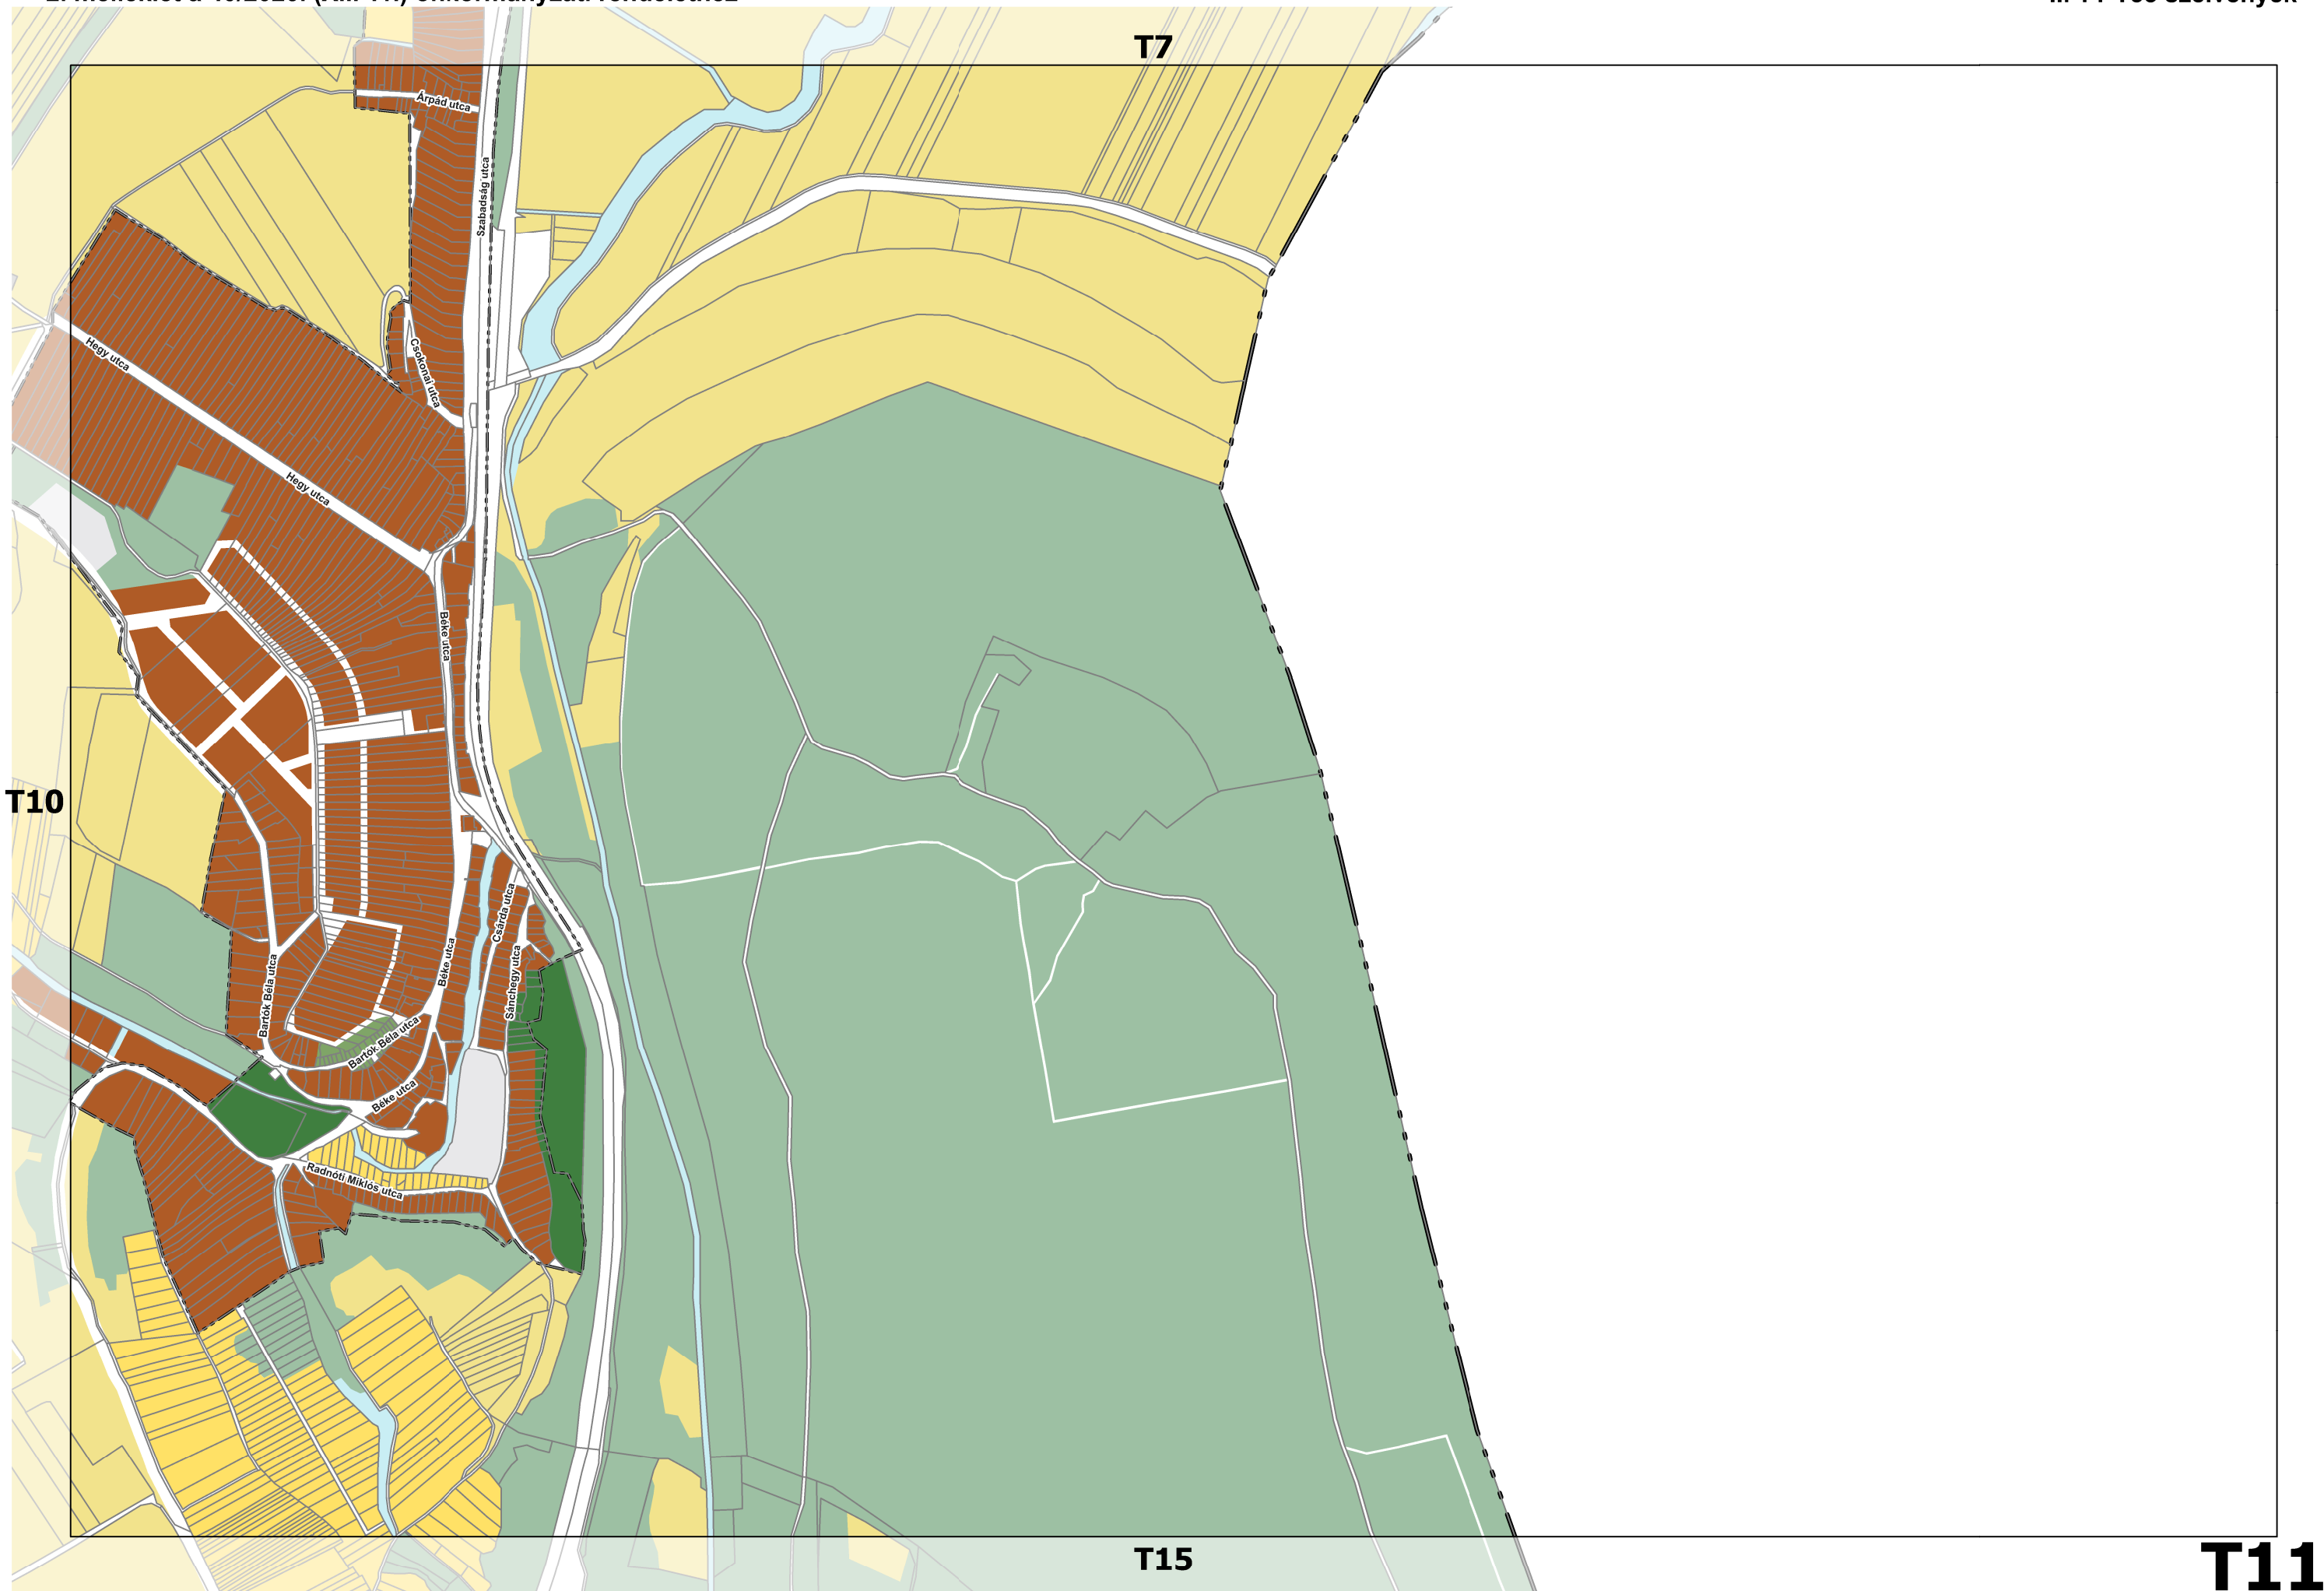 T7
Árpád utca
Szabadság utca
Csokonai utca
Hegy utca
Hegy utca
Béke utca
T10
Csárda utca
Béke utca
Sánchegy utca
Bartók Béla utca
Bartók Béla utca
Béke utca
Radnóti Miklós utca
T15
T11